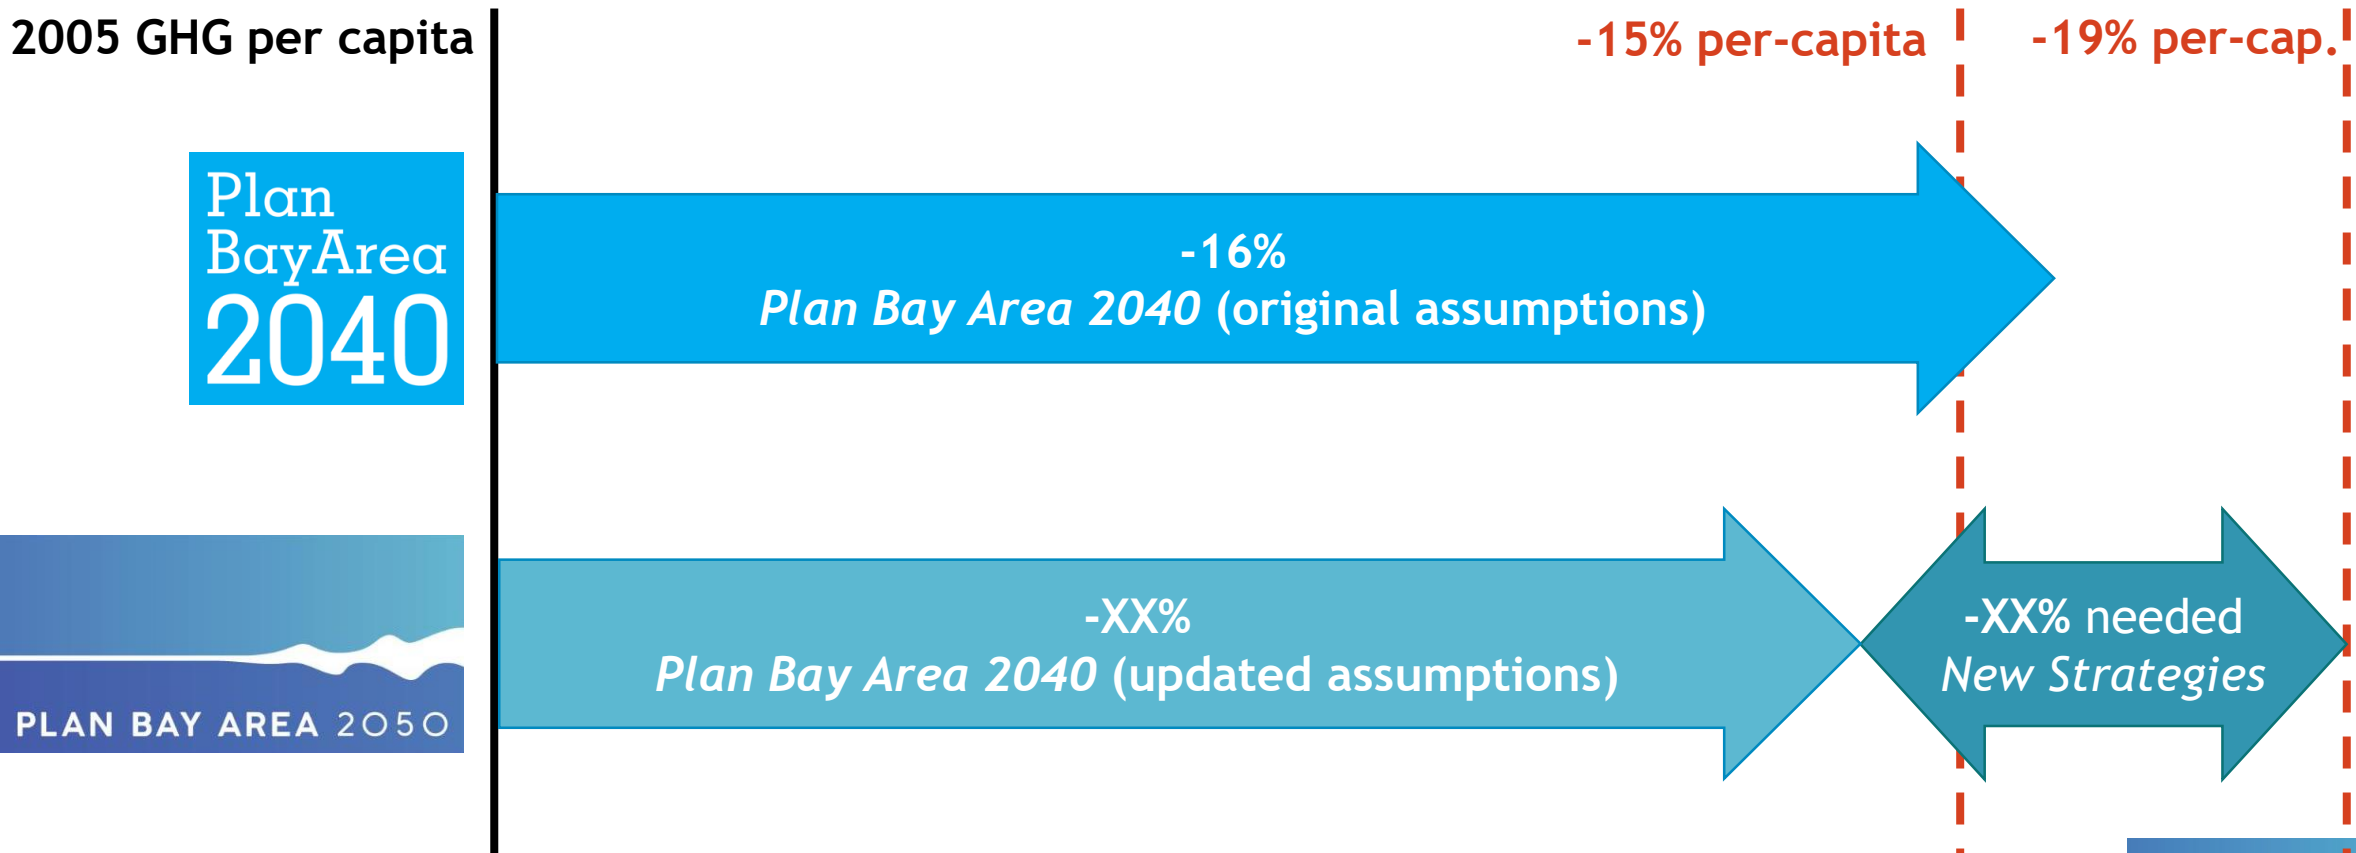 2005 GHG per capita
-15% per-capita
-19% per-cap.
Plan
BayArea
2040
-16%
Plan Bay Area 2040 (original assumptions)
PLAN BAY AREA 2050
-XX%
Plan Bay Area 2040 (updated assumptions)
-XX% needed
New Strategies